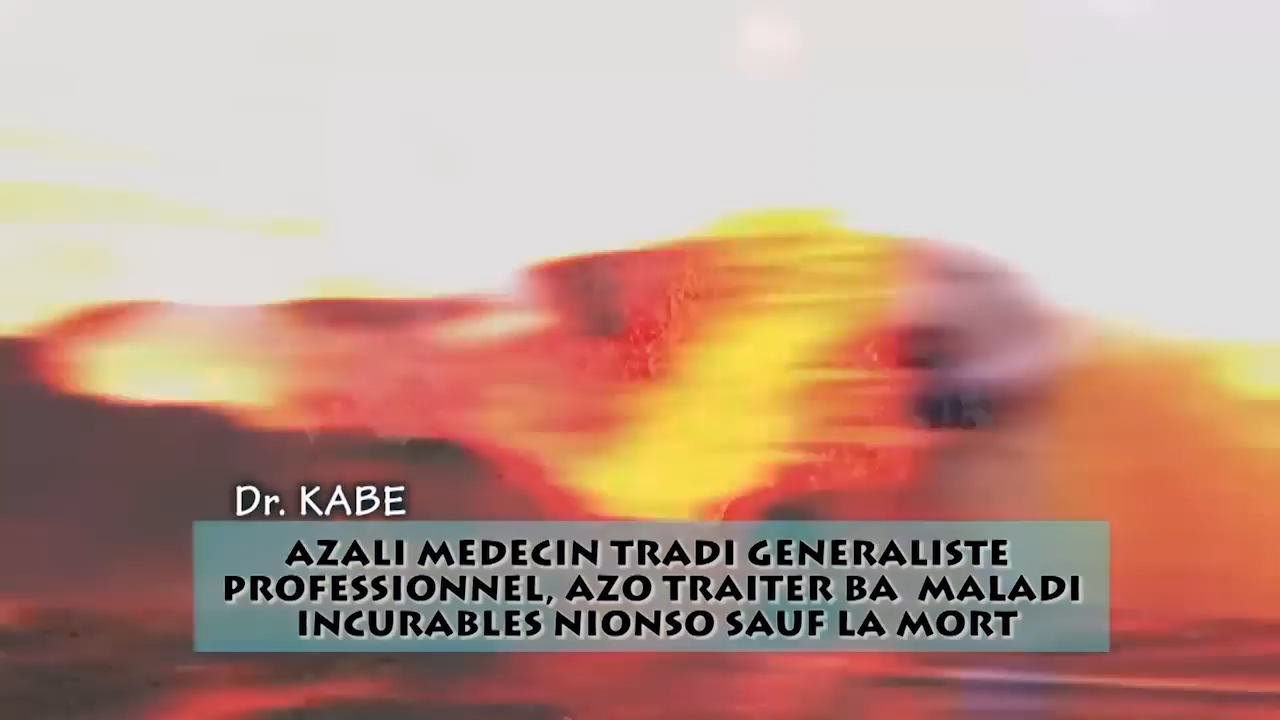 Dr. KABE
AZALI MEDECIN TRADI GENERALISTE
PROFESSIONNEL, AZO TRAITER BA MALADI
INCURABLES NIONSO SAUF LA MORT